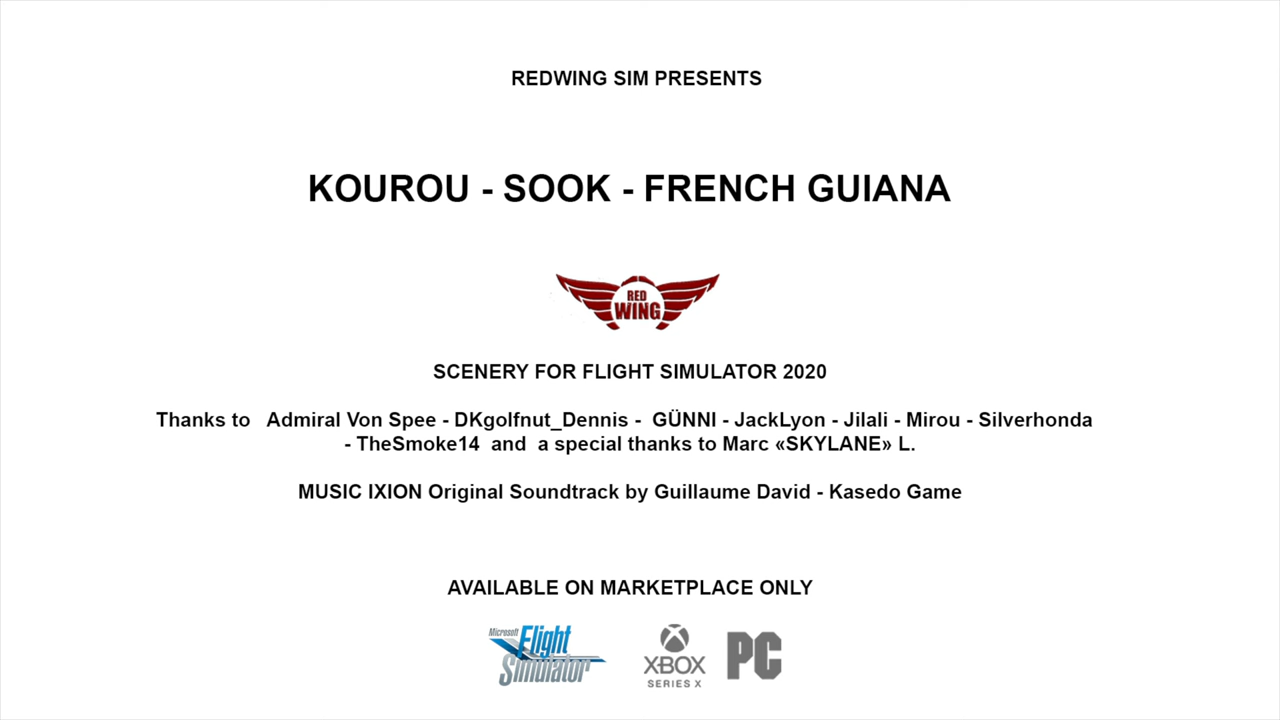 REDWING SIM PRESENTS
KOUROU - SOOK - FRENCH GUIANA
RED
WING
SCENERY FOR FLIGHT SIMULATOR 2020
Thanks to   Admiral Von Spee - DKgolfnut_Dennis -  GÜNNI - JackLyon - Jilali - Mirou - Silverhonda
- TheSmoke14  and  a special thanks to Marc «SKYLANE» L.
MUSIC IXION Original Soundtrack by Guillaume David - Kasedo Game
AVAILABLE ON MARKETPLACE ONLY
Microsoft
Flight
Simulator
XBOX
SERIES X
PC